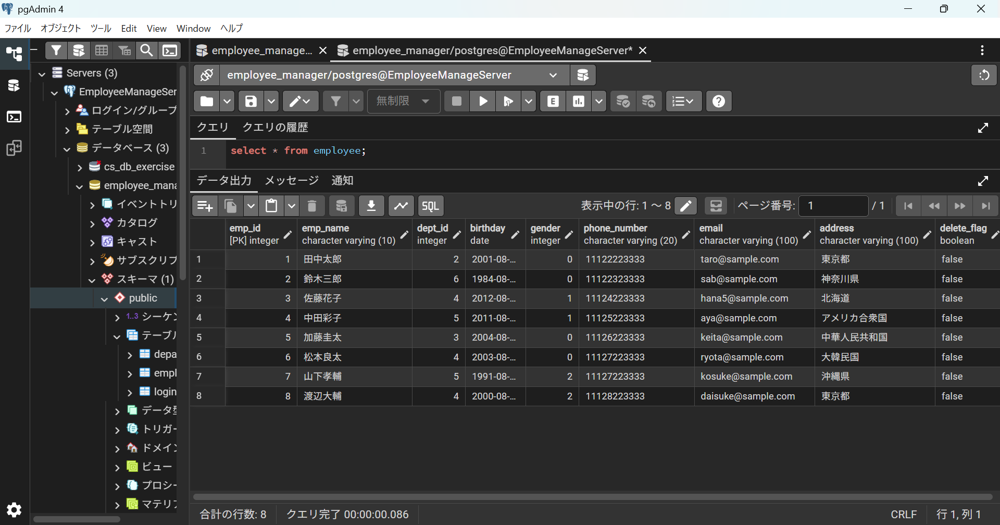 pgAdmin 4
ファイル オブジェクト ツール Edit View Window ヘルプ
employee_manage... employee_manager/postgres@EmployeeManageServer*
employee_manager/postgres@EmployeeManageServer
無制限
クエリ クエリの履歴
1 select * from employee;
データ出力 メッセージ 通知
SQL 表示中の行: 1 ～ 8 ページ番号: 1 / 1
emp_id emp_name dept_id birthday gender phone_number email address delete_flag
[PK] integer character varying (10) integer date integer character varying (20) character varying (100) character varying (100) boolean
1 1 田中太郎 2 2001-08-... 0 11122223333 taro@sample.com 東京都 false
2 2 鈴木三郎 6 1984-08-... 0 11122323333 sab@sample.com 神奈川県 false
3 3 佐藤花子 4 2012-08-... 1 11124223333 hana5@sample.com 北海道 false
4 4 中田彩子 5 2011-08-... 1 11125223333 aya@sample.com アメリカ合衆国 false
5 5 加藤圭太 3 2004-08-... 0 11126223333 keita@sample.com 中華人民共和国 false
6 6 松本良太 4 2003-08-... 0 11127223333 ryota@sample.com 大韓民国 false
7 7 山下孝輔 5 1991-08-... 2 11127223333 kosuke@sample.com 沖縄県 false
8 8 渡辺大輔 4 2000-08-... 2 11128223333 daisuke@sample.com 東京都 false
合計の行数: 8 クエリ完了 00:00:00.086 CRLF 行 1, 列 1
Servers (3)
EmployeeManageSer
ログイン/グループ
テーブル空間
データベース (3)
cs_db_exercise
employee_mana
イベントトリ
カタログ
キャスト
サブスクリプ
スキーマ (1)
public
1..3 シーケン
テーブル
depa
empl
login
データ型
トリガー
ドメイン
ビュー
プロシー
マテリア